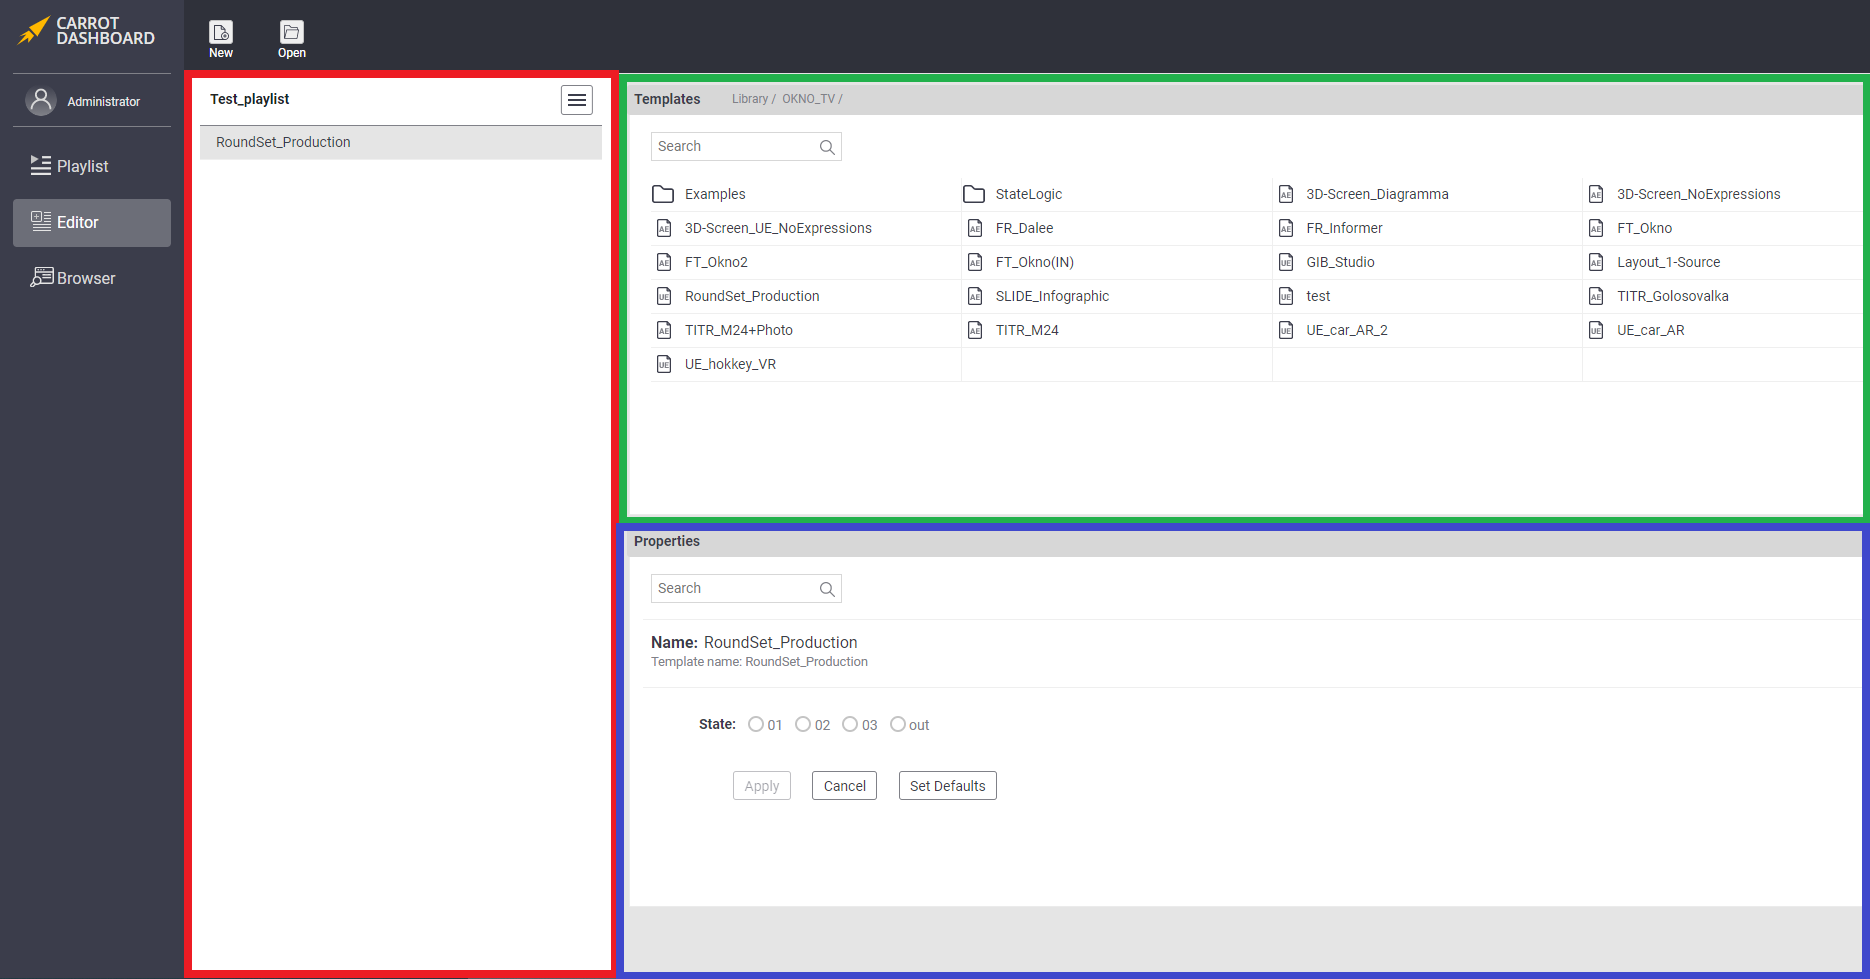 CARROT
DASHBOARD
New
Open
Administrator
Playlist
Editor
Browser
Test_playlist
RoundSet_Production
Templates Library / OKNO_TV /
Search
Examples StateLogic 3D-Screen_Diagramma 3D-Screen_NoExpressions
3D-Screen_UE_NoExpressions FR_Dalee FR_Informer FT_Okno
FT_Okno2 FT_Okno(IN) GIB_Studio Layout_1-Source
RoundSet_Production SLIDE_Infographic test TITR_Golosovalka
TITR_M24+Photo TITR_M24 UE_car_AR_2 UE_car_AR
UE_hokkey_VR
Properties
Search
Name: RoundSet_Production
Template name: RoundSet_Production
State: 01 02 03 out
Apply Cancel Set Defaults